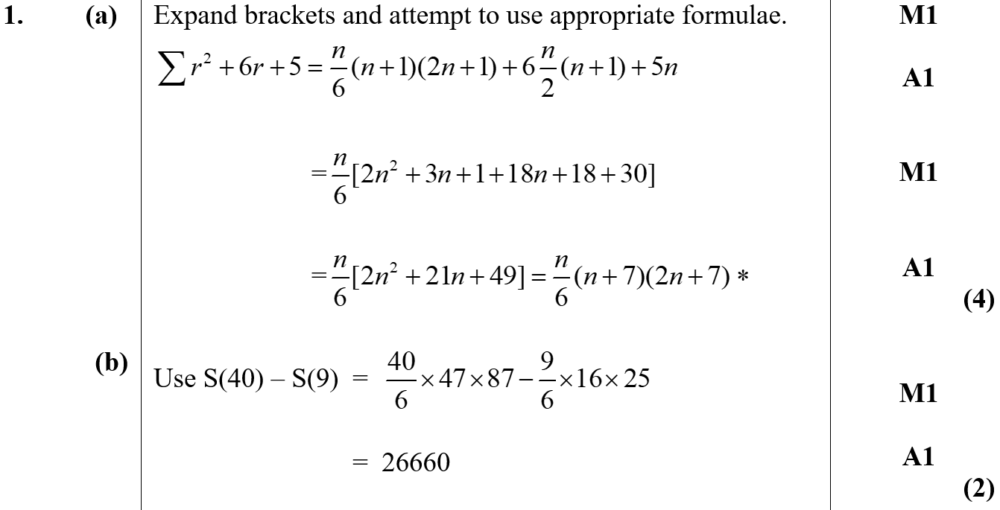 1. (a) Expand brackets and attempt to use appropriate formulae. M1
∑ r² + 6r + 5 = n/6 (n+1)(2n+1) + 6 n/2 (n+1) + 5n A1
= n/6 [2n² + 3n + 1 + 18n + 18 + 30] M1
= n/6 [2n² + 21n + 49] = n/6 (n+7)(2n+7) * A1
(4)
(b) Use S(40) – S(9) = 40/6 × 47 × 87 − 9/6 × 16 × 25 M1
= 26660 A1
(2)